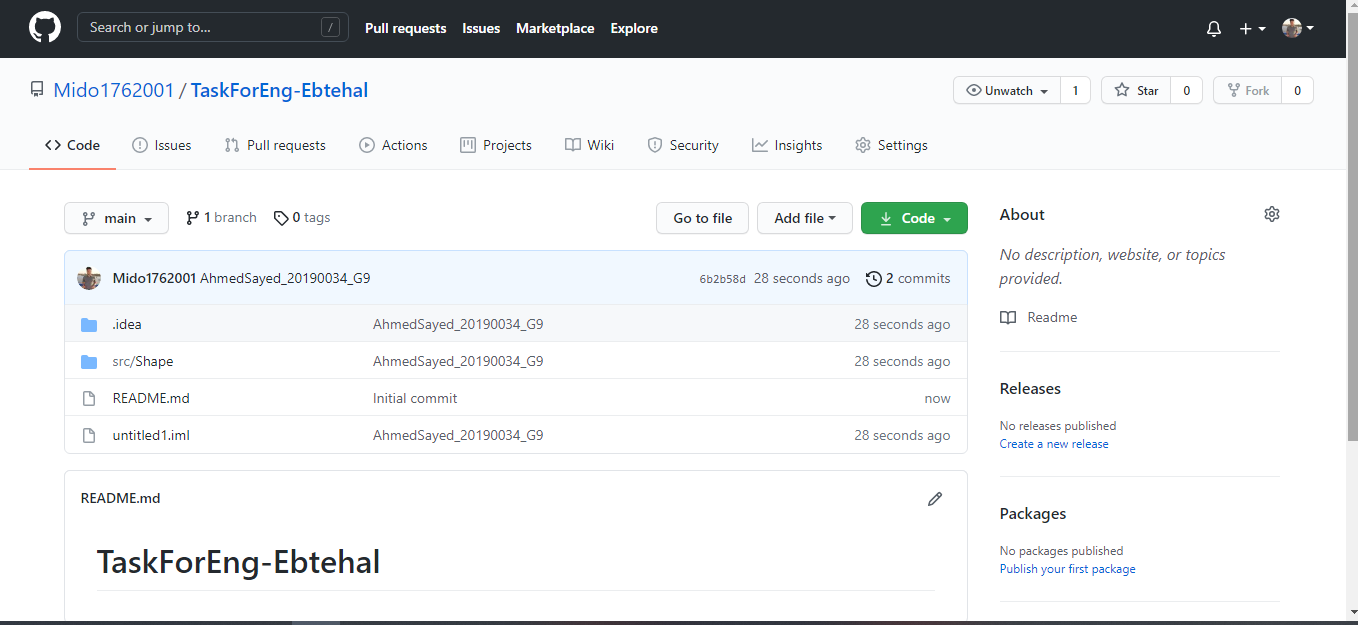 Search or jump to... / Pull requests Issues Marketplace Explore
Mido1762001 / TaskForEng-Ebtehal Unwatch 1 Star 0 Fork 0
Code Issues Pull requests Actions Projects Wiki Security Insights Settings
main 1 branch 0 tags Go to file Add file Code
Mido1762001 AhmedSayed_20190034_G9 6b2b58d 28 seconds ago 2 commits
.idea AhmedSayed_20190034_G9 28 seconds ago
src/Shape AhmedSayed_20190034_G9 28 seconds ago
README.md Initial commit now
untitled1.iml AhmedSayed_20190034_G9 28 seconds ago
README.md
TaskForEng-Ebtehal
About
No description, website, or topics
provided.
Readme
Releases
No releases published
Create a new release
Packages
No packages published
Publish your first package